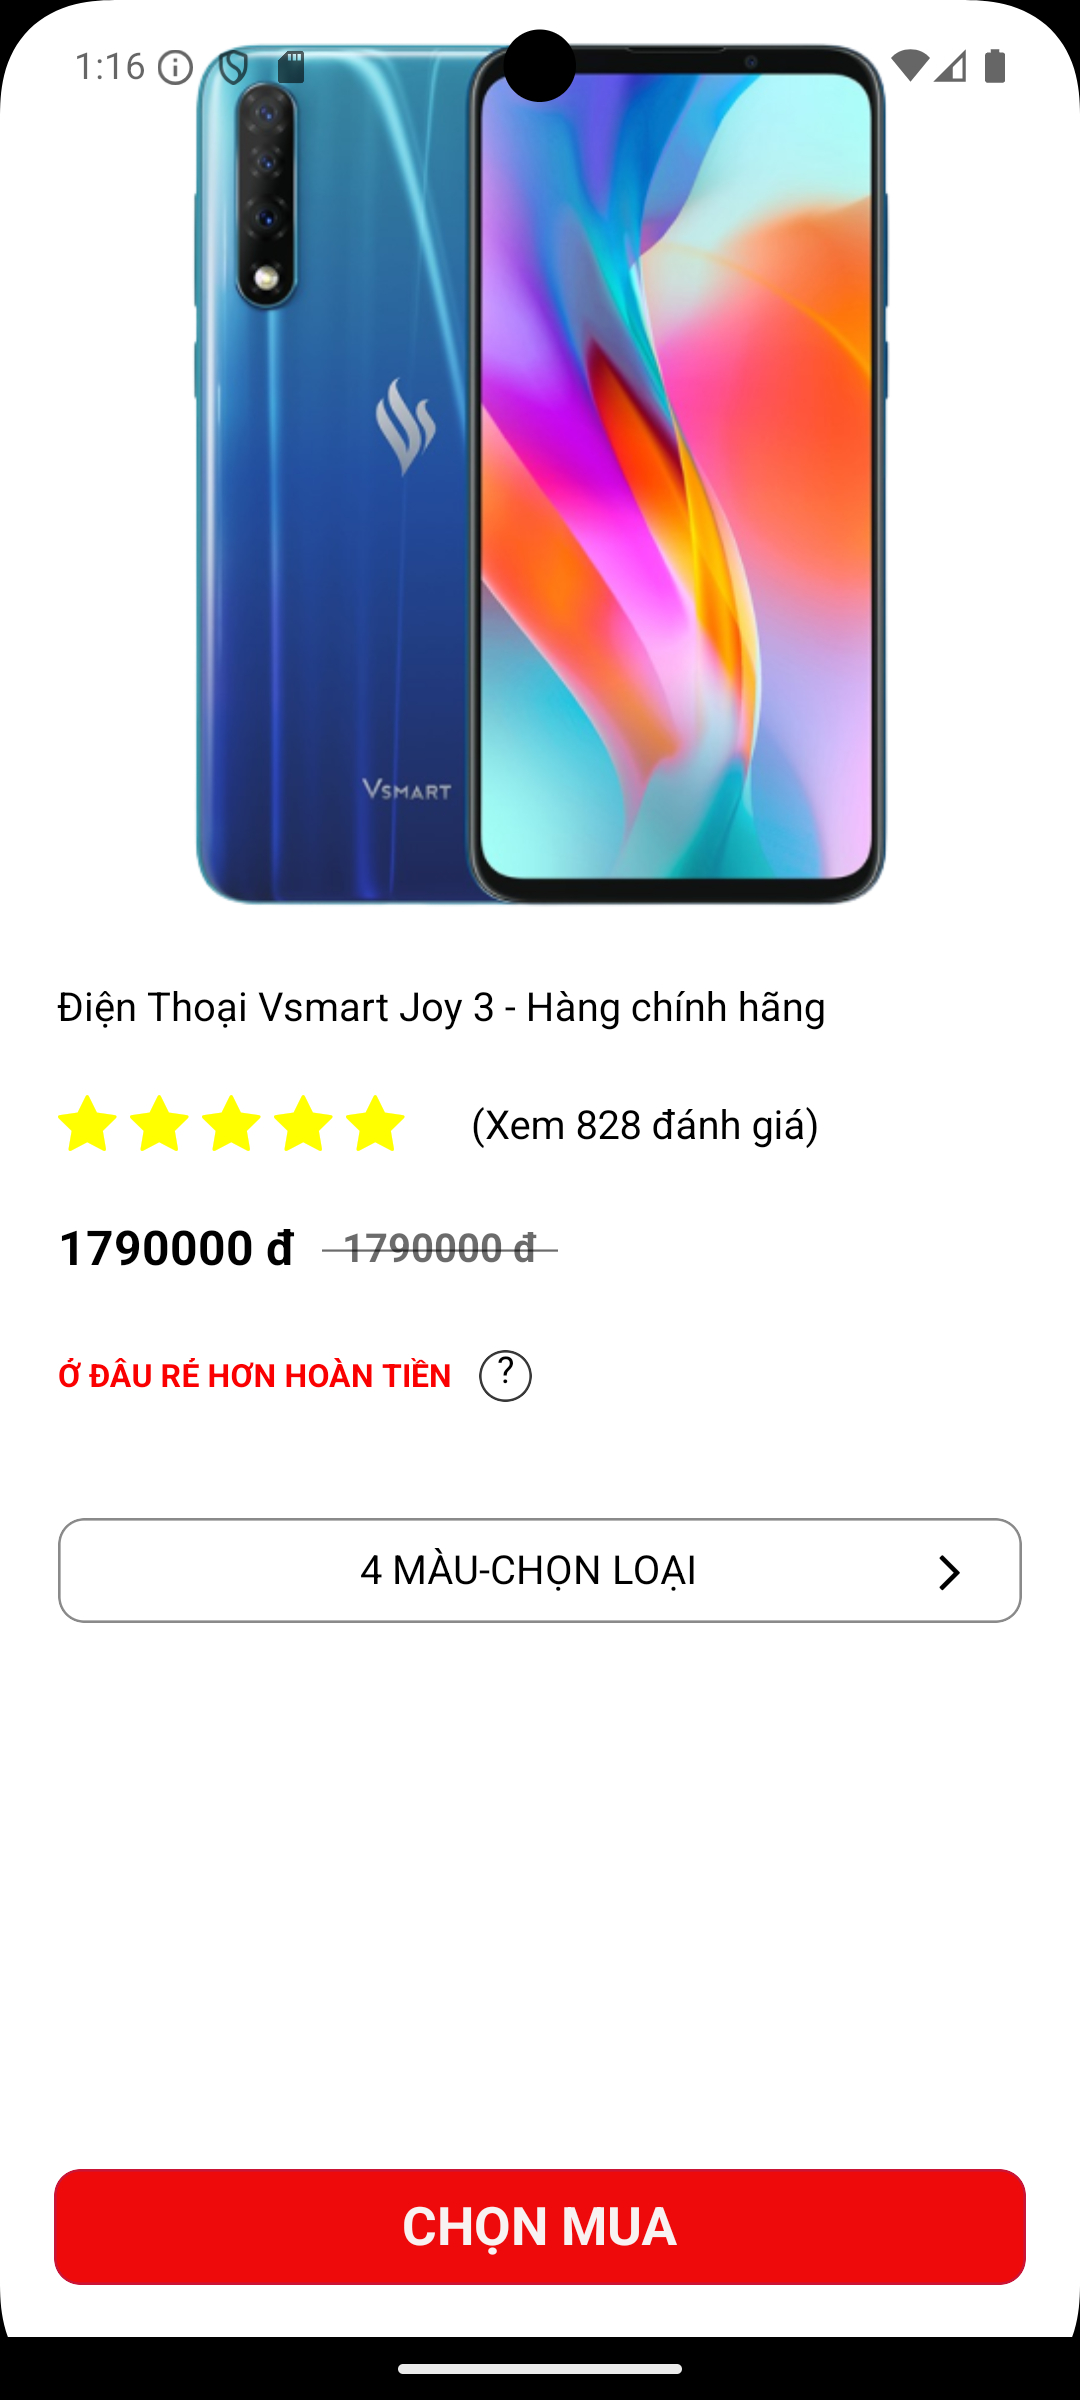 1:16
VSMART
Điện Thoại Vsmart Joy 3 - Hàng chính hãng
(Xem 828 đánh giá)
1790000 đ 1790000 đ
Ở ĐÂU RẺ HƠN HOÀN TIỀN ?
4 MÀU-CHỌN LOẠI
CHỌN MUA